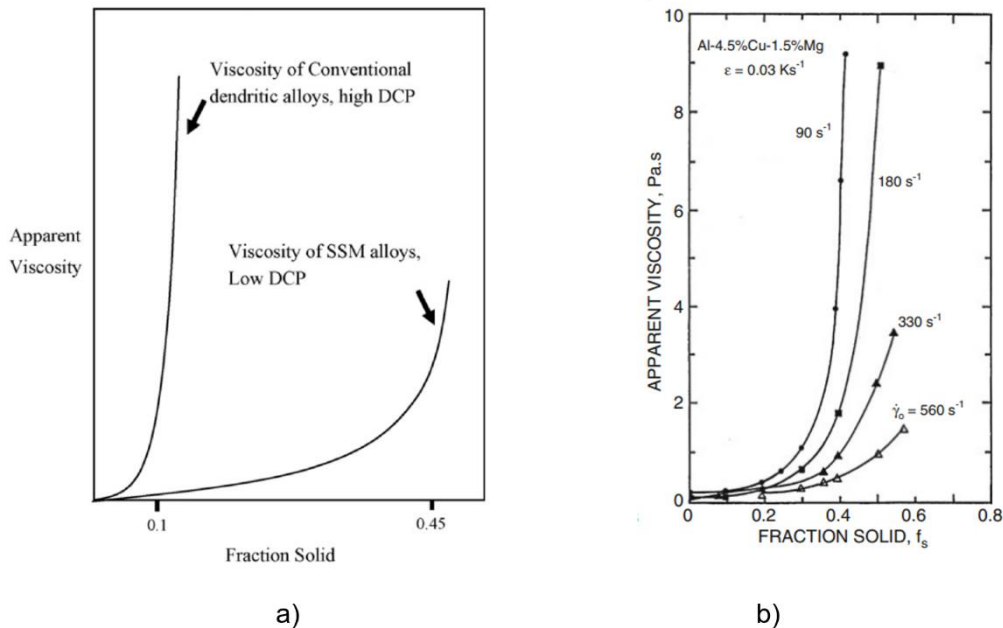 Viscosity of Conventional
dendritic alloys, high DCP
Apparent
Viscosity
Viscosity of SSM alloys,
Low DCP
0.1
0.45
Fraction Solid
a)
10
8
6
4
2
0
APPARENT VISCOSITY, Pa.s
Al-4.5%Cu-1.5%Mg
ε = 0.03 Ks⁻¹
90 s⁻¹
180 s⁻¹
330 s⁻¹
γ̇ₒ = 560 s⁻¹
0
0.2
0.4
0.6
0.8
FRACTION SOLID, fₛ
b)